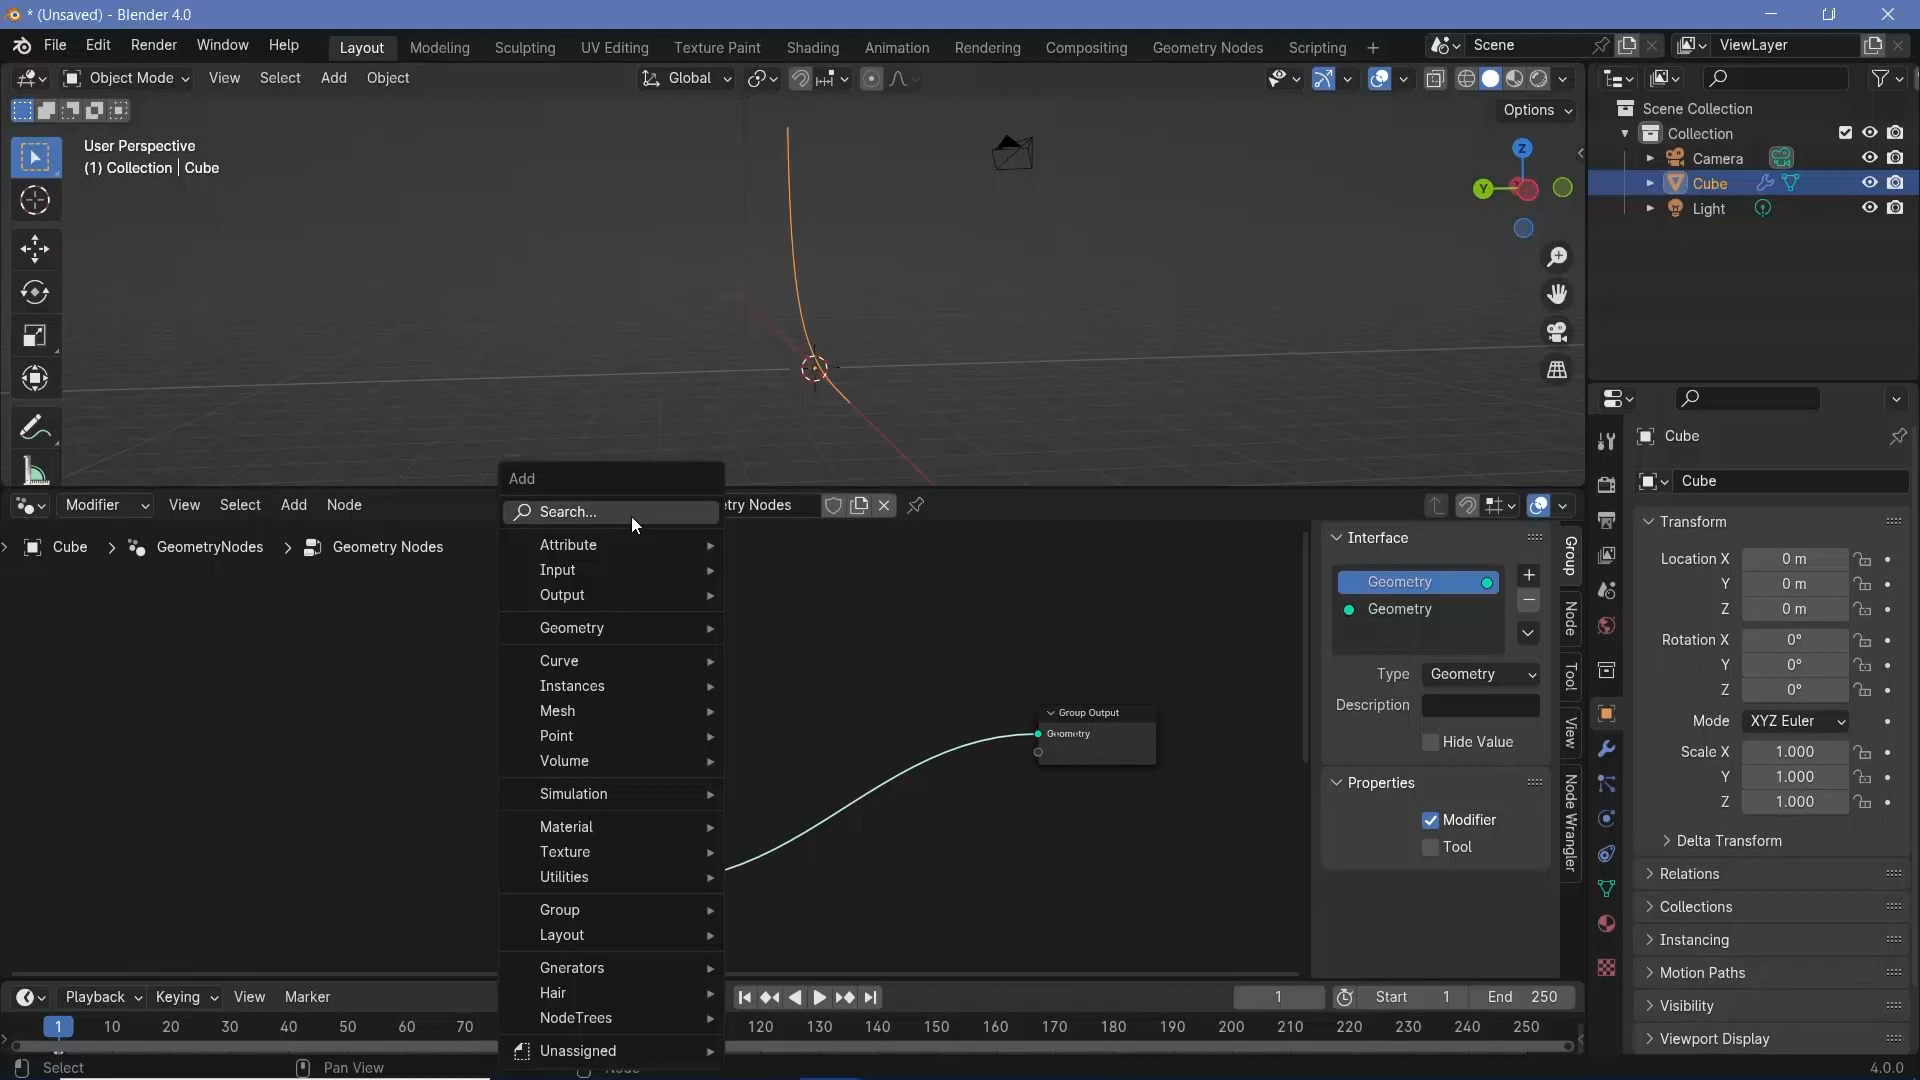 * (Unsaved) - Blender 4.0
File Edit Render Window Help Layout Modeling Sculpting UV Editing Texture Paint Shading Animation Rendering Compositing Geometry Nodes Scripting + Scene ViewLayer
Object Mode View Select Add Object Global
Options
User Perspective
(1) Collection | Cube
Z
Y
Scene Collection
Collection
Camera
Cube
Light
Add
Search...
Attribute
Input
Output
Geometry
Curve
Instances
Mesh
Point
Volume
Simulation
Material
Texture
Utilities
Group
Layout
Gnerators
Hair
NodeTrees
Unassigned
Modifier View Select Add Node
try Nodes
Cube > GeometryNodes > Geometry Nodes
Group Output
Geometry
Interface
Geometry
Geometry
Type Geometry
Description
Hide Value
Properties
Modifier
Tool
Group
Node
Tool
View
Node Wrangler
Cube
Cube
Transform
Location X 0 m
Y 0 m
Z 0 m
Rotation X 0°
Y 0°
Z 0°
Mode XYZ Euler
Scale X 1.000
Y 1.000
Z 1.000
Delta Transform
Relations
Collections
Instancing
Motion Paths
Visibility
Viewport Display
Playback Keying View Marker
1 Start 1 End 250
1 10 20 30 40 50 60 70 120 130 140 150 160 170 180 190 200 210 220 230 240 250
Select Pan View Node 4.0.0